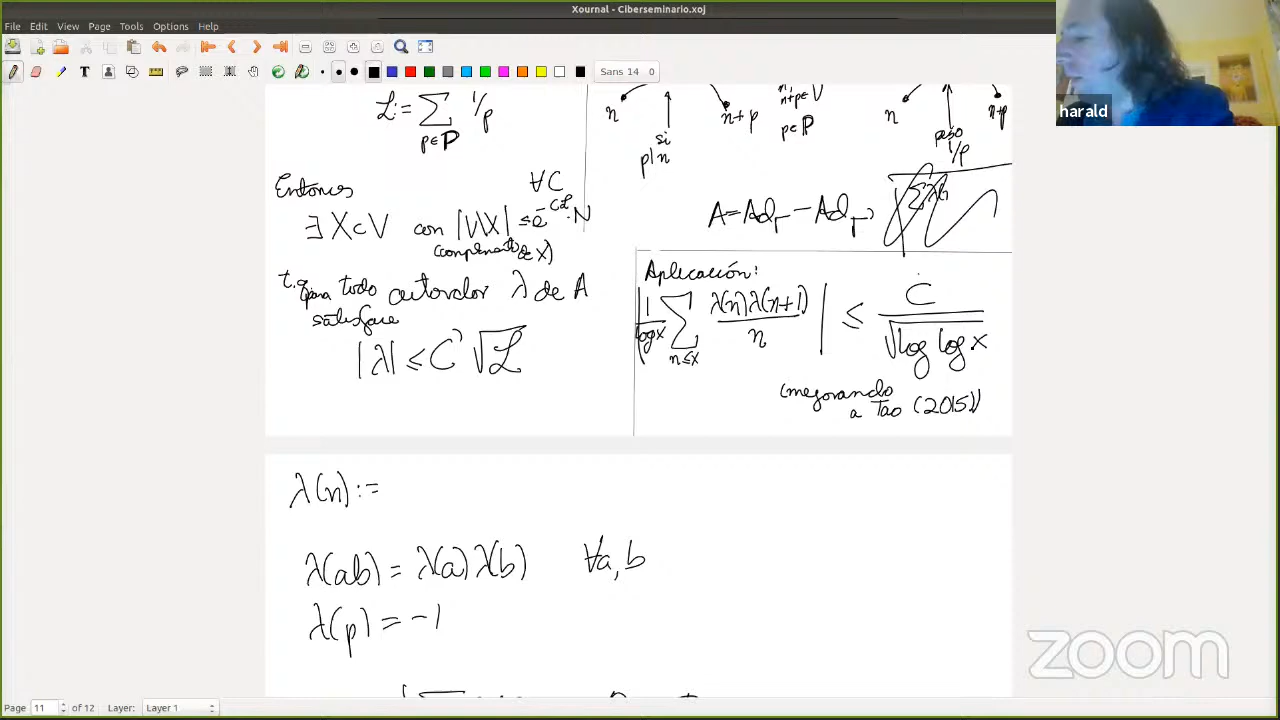 Xournal - Ciberseminario.xoj
File Edit View Page Tools Options Help
Sans 14 0
harald
ℒ := ∑_{p∈P} 1/p
Entonces ∀C
∃ X⊂V con |V\X| ≤ e^{-Cℒ}·N
(complemento de X)
t.q. para todo autovalor λ de A
satisface
|λ| ≤ C' √ℒ
n n+p
si
p|n
n, n+p ∈ V
p∈P
n n+p
peso
1/p
A = Ad_Γ − Ad_Γ'
Aplicación:
|1/log x ∑_{n≤x} λ(n)λ(n+1)/n| ≤ C/√(log log x)
(mejorando
a Tao (2015))
λ(n) :=
λ(ab) = λ(a) λ(b) ∀a, b
λ(p) = -1
zoom
Page 11 of 12 Layer: Layer 1